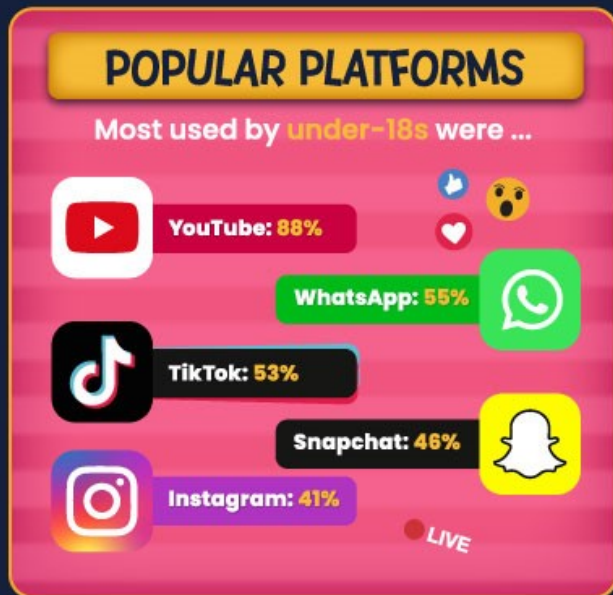 POPULAR PLATFORMS
Most used by under-18s were ...
YouTube: 88%
WhatsApp: 55%
TikTok: 53%
Snapchat: 46%
Instagram: 41%
LIVE